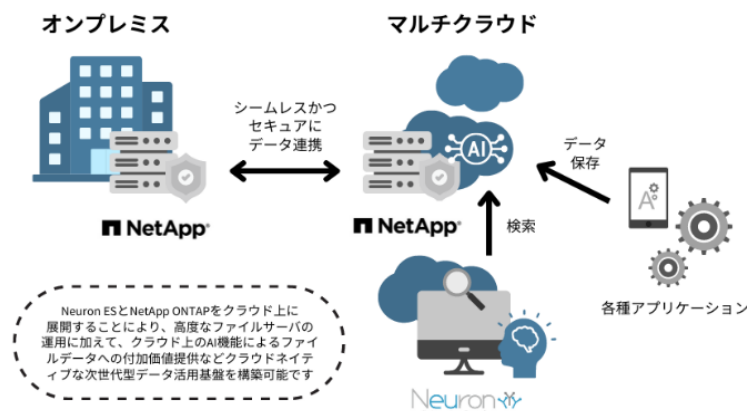 オンプレミス
マルチクラウド
シームレスかつ
セキュアに
データ連携
AI
データ
保存
A
NetApp
NetApp
検索
各種アプリケーション
Neuron ESとNetApp ONTAPをクラウド上に
展開することにより、高度なファイルサーバの
運用に加えて、クラウド上のAI機能によるファイ
ルデータへの付加価値提供などクラウドネイテ
ィブな次世代型データ活用基盤を構築可能です
Neuron